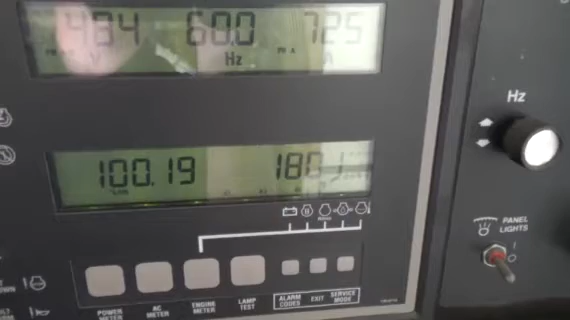 484 60.0 725
V Hz A
100.19 1801
Hz
PANEL
LIGHTS
POWER
METER
AC
METER
ENGINE
METER
LAMP
TEST
ALARM
CODES
EXIT
SERVICE
MODE